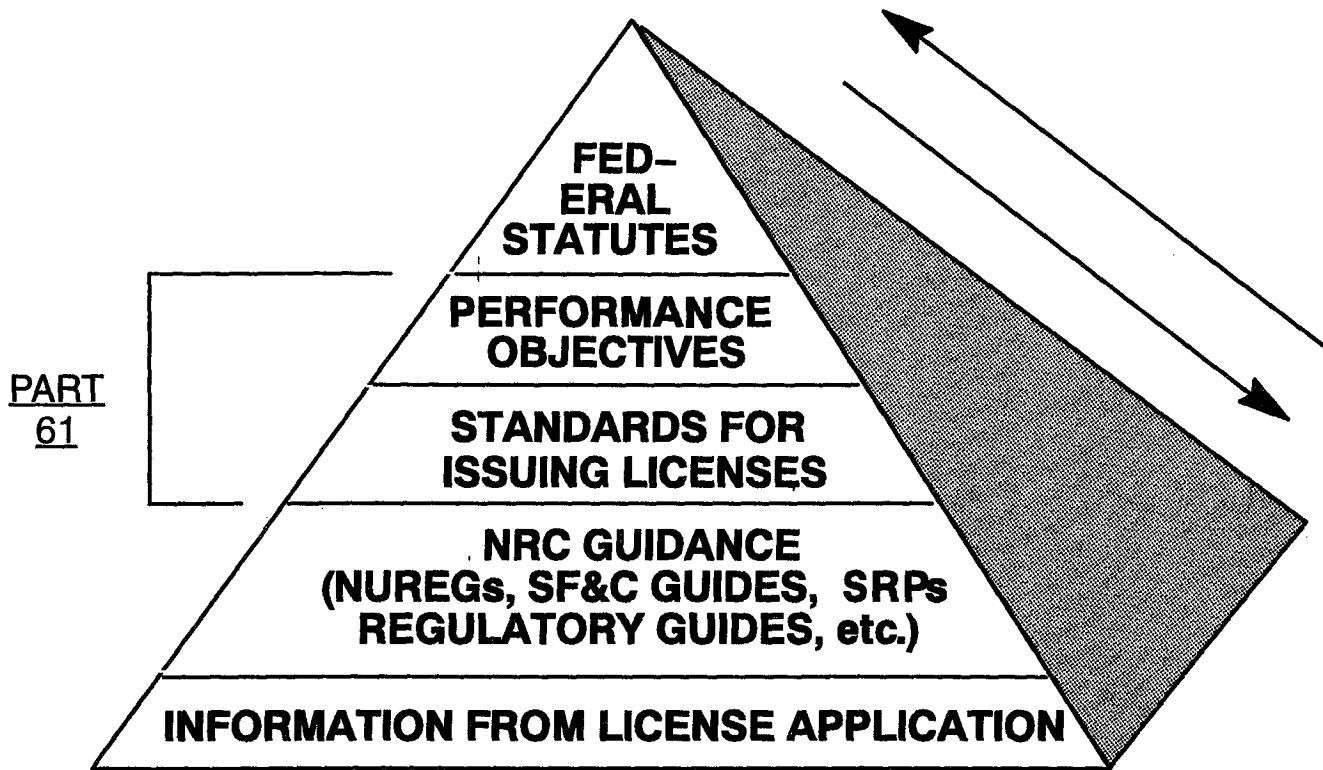 FED-
ERAL
STATUTES
PERFORMANCE
OBJECTIVES
PART
61
STANDARDS FOR
ISSUING LICENSES
NRC GUIDANCE
(NUREGs, SF&C GUIDES, SRPs
REGULATORY GUIDES, etc.)
INFORMATION FROM LICENSE APPLICATION